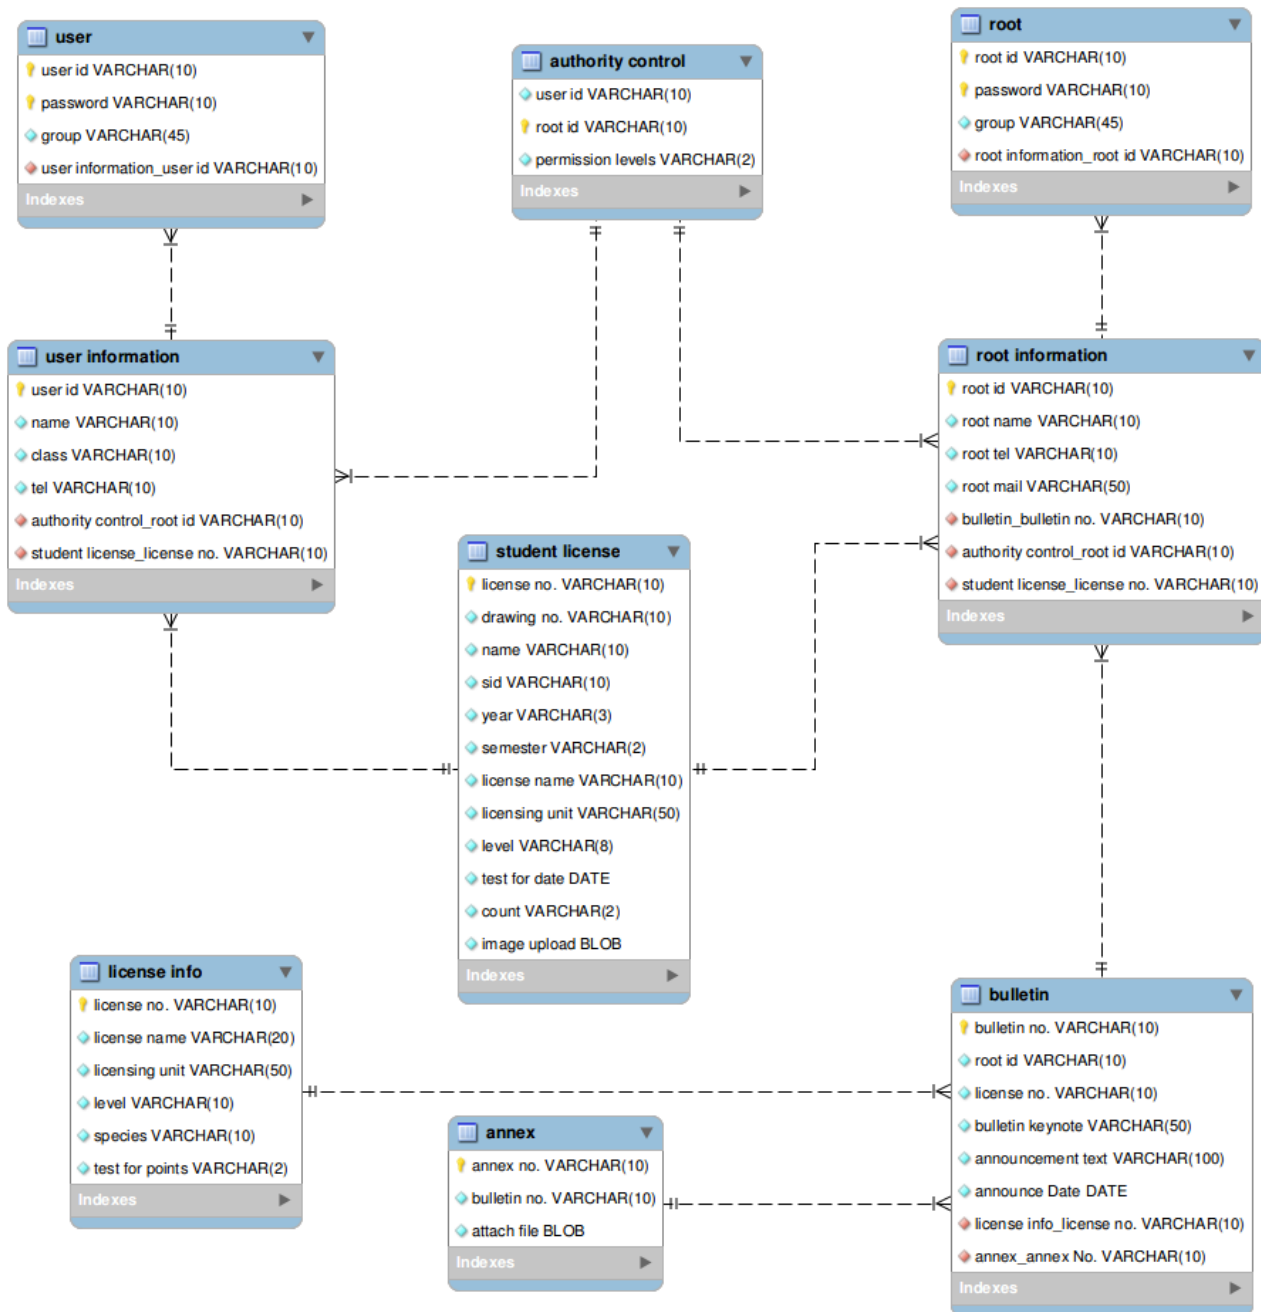 user
user id VARCHAR(10)
password VARCHAR(10)
group VARCHAR(45)
user information_user id VARCHAR(10)
Indexes
authority control
user id VARCHAR(10)
root id VARCHAR(10)
permission levels VARCHAR(2)
Indexes
root
root id VARCHAR(10)
password VARCHAR(10)
group VARCHAR(45)
root information_root id VARCHAR(10)
Indexes
user information
user id VARCHAR(10)
name VARCHAR(10)
class VARCHAR(10)
tel VARCHAR(10)
authority control_root id VARCHAR(10)
student license_license no. VARCHAR(10)
Indexes
root information
root id VARCHAR(10)
root name VARCHAR(10)
root tel VARCHAR(10)
root mail VARCHAR(50)
bulletin_bulletin no. VARCHAR(10)
authority control_root id VARCHAR(10)
student license_license no. VARCHAR(10)
Indexes
student license
license no. VARCHAR(10)
drawing no. VARCHAR(10)
name VARCHAR(10)
sid VARCHAR(10)
year VARCHAR(3)
semester VARCHAR(2)
license name VARCHAR(10)
licensing unit VARCHAR(50)
level VARCHAR(8)
test for date DATE
count VARCHAR(2)
image upload BLOB
Indexes
license info
license no. VARCHAR(10)
license name VARCHAR(20)
licensing unit VARCHAR(50)
level VARCHAR(10)
species VARCHAR(10)
test for points VARCHAR(2)
Indexes
annex
annex no. VARCHAR(10)
bulletin no. VARCHAR(10)
attach file BLOB
Indexes
bulletin
bulletin no. VARCHAR(10)
root id VARCHAR(10)
license no. VARCHAR(10)
bulletin keynote VARCHAR(50)
announcement text VARCHAR(100)
announce Date DATE
license info_license no. VARCHAR(10)
annex_annex No. VARCHAR(10)
Indexes